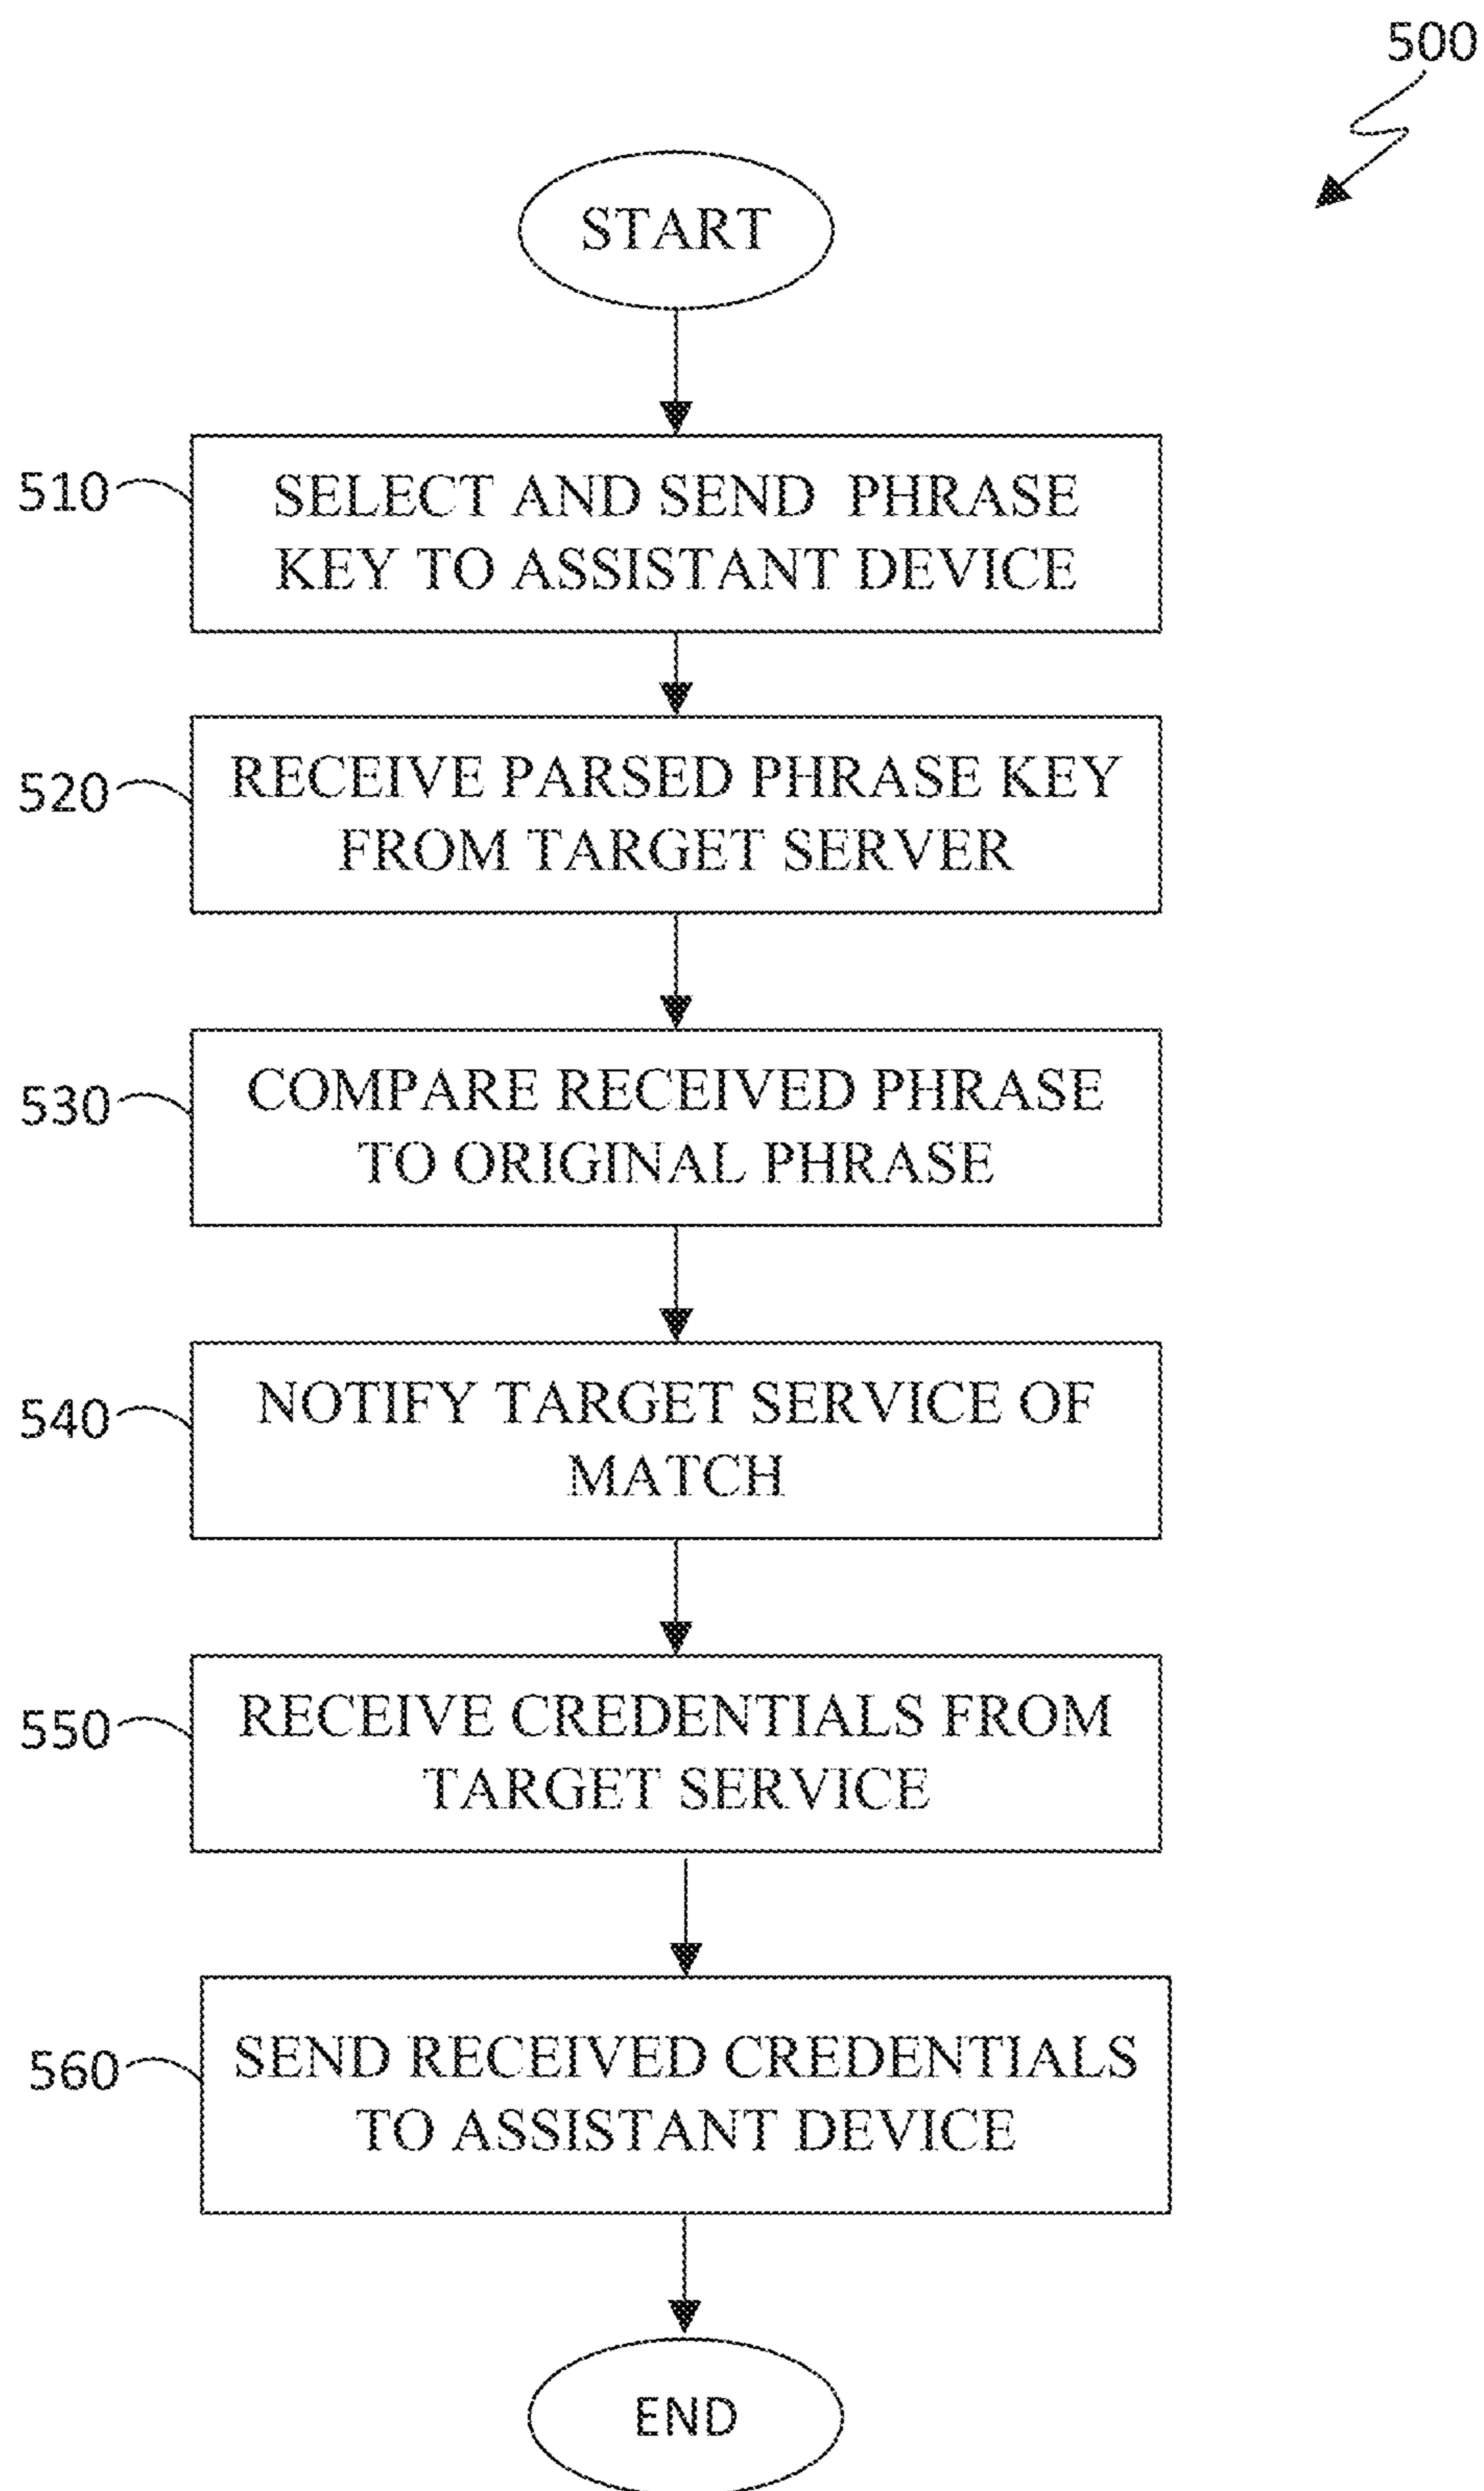 500
START
510
SELECT AND SEND PHRASE
KEY TO ASSISTANT DEVICE
520
RECEIVE PARSED PHRASE KEY
FROM TARGET SERVER
530
COMPARE RECEIVED PHRASE
TO ORIGINAL PHRASE
540
NOTIFY TARGET SERVICE OF
MATCH
550
RECEIVE CREDENTIALS FROM
TARGET SERVICE
560
SEND RECEIVED CREDENTIALS
TO ASSISTANT DEVICE
END